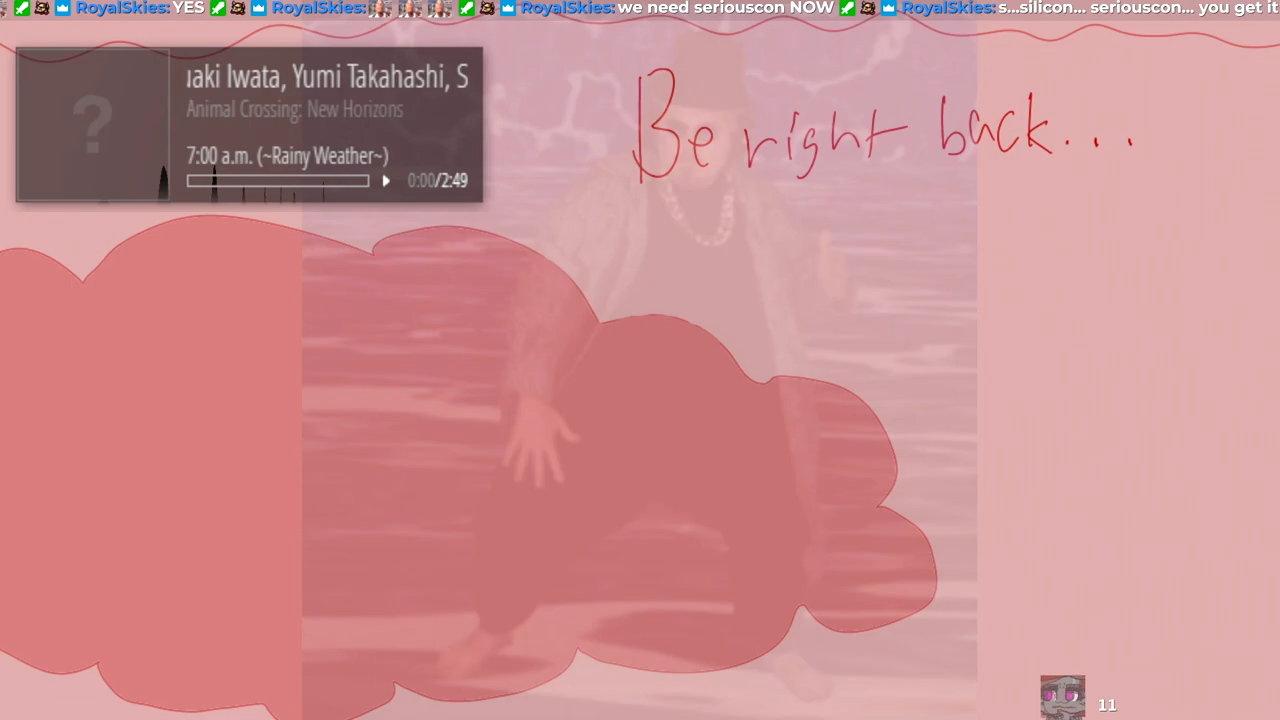 RoyalSkies: YES RoyalSkies: RoyalSkies: we need seriouscon NOW RoyalSkies: s...silicon... seriouscon... you get it
aki Iwata, Yumi Takahashi, S
Animal Crossing: New Horizons
7:00 a.m. (~Rainy Weather~)
0:00/2:49
Be right back...
?
11